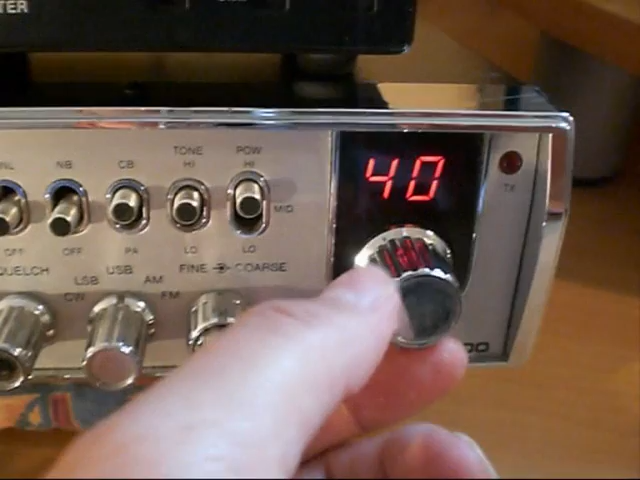 TER
NL NB CB TONE POW
HI HI
40
MID
TX
OFF OFF PA LO LO
QUELCH LSB USB AM FINE COARSE
CW FM
00